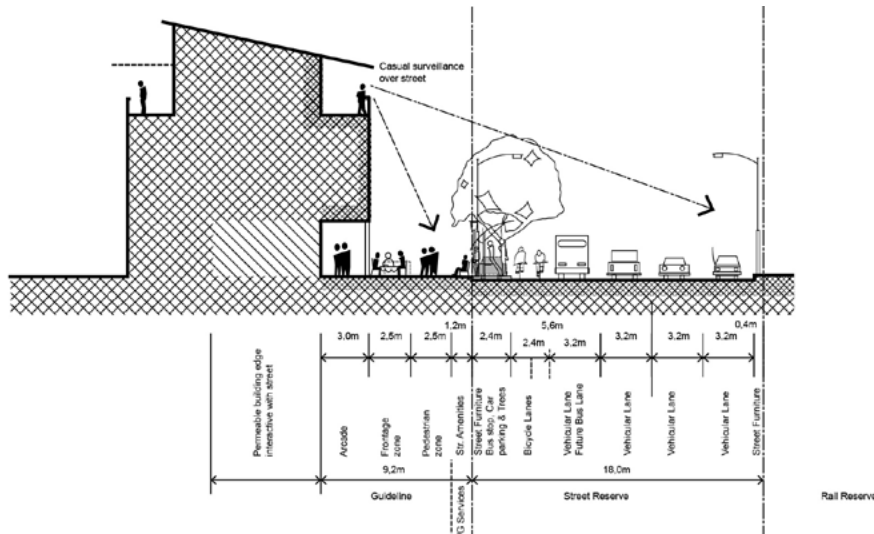 Casual surveillance
over street
1,2m
5,6m
0,4m
3,0m
2,5m
2,5m
2,4m
2,4m
3,2m
3,2m
3,2m
3,2m
Permeable building edge
interactive with street
Arcade
Frontage
zone
Pedestrian
zone
Str. Amenities
Street Furniture
Bus stop, Car
parking & Trees
Bicycle Lanes
Vehicular Lane
Future Bus Lane
Vehicular Lane
Vehicular Lane
Vehicular Lane
Street Furniture
9,2m
18,0m
Guideline
G Services
Street Reserve
Rail Reserve